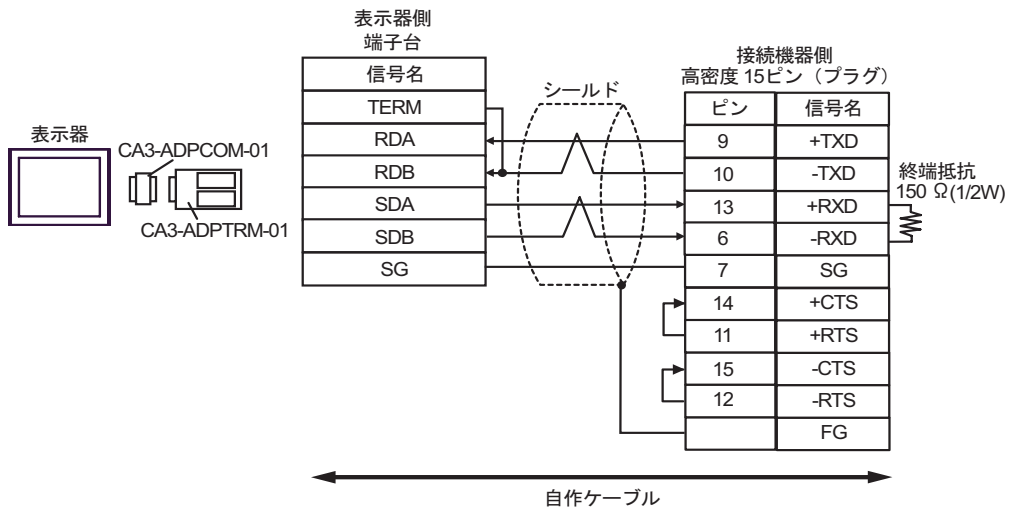 表示器
CA3-ADPCOM-01
CA3-ADPTRM-01
表示器側
端子台
信号名
TERM
RDA
RDB
SDA
SDB
SG
シールド
接続機器側
高密度 15ピン（プラグ）
ピン 信号名
9 +TXD
10 -TXD
13 +RXD
6 -RXD
7 SG
14 +CTS
11 +RTS
15 -CTS
12 -RTS
FG
終端抵抗
150 Ω(1/2W)
自作ケーブル